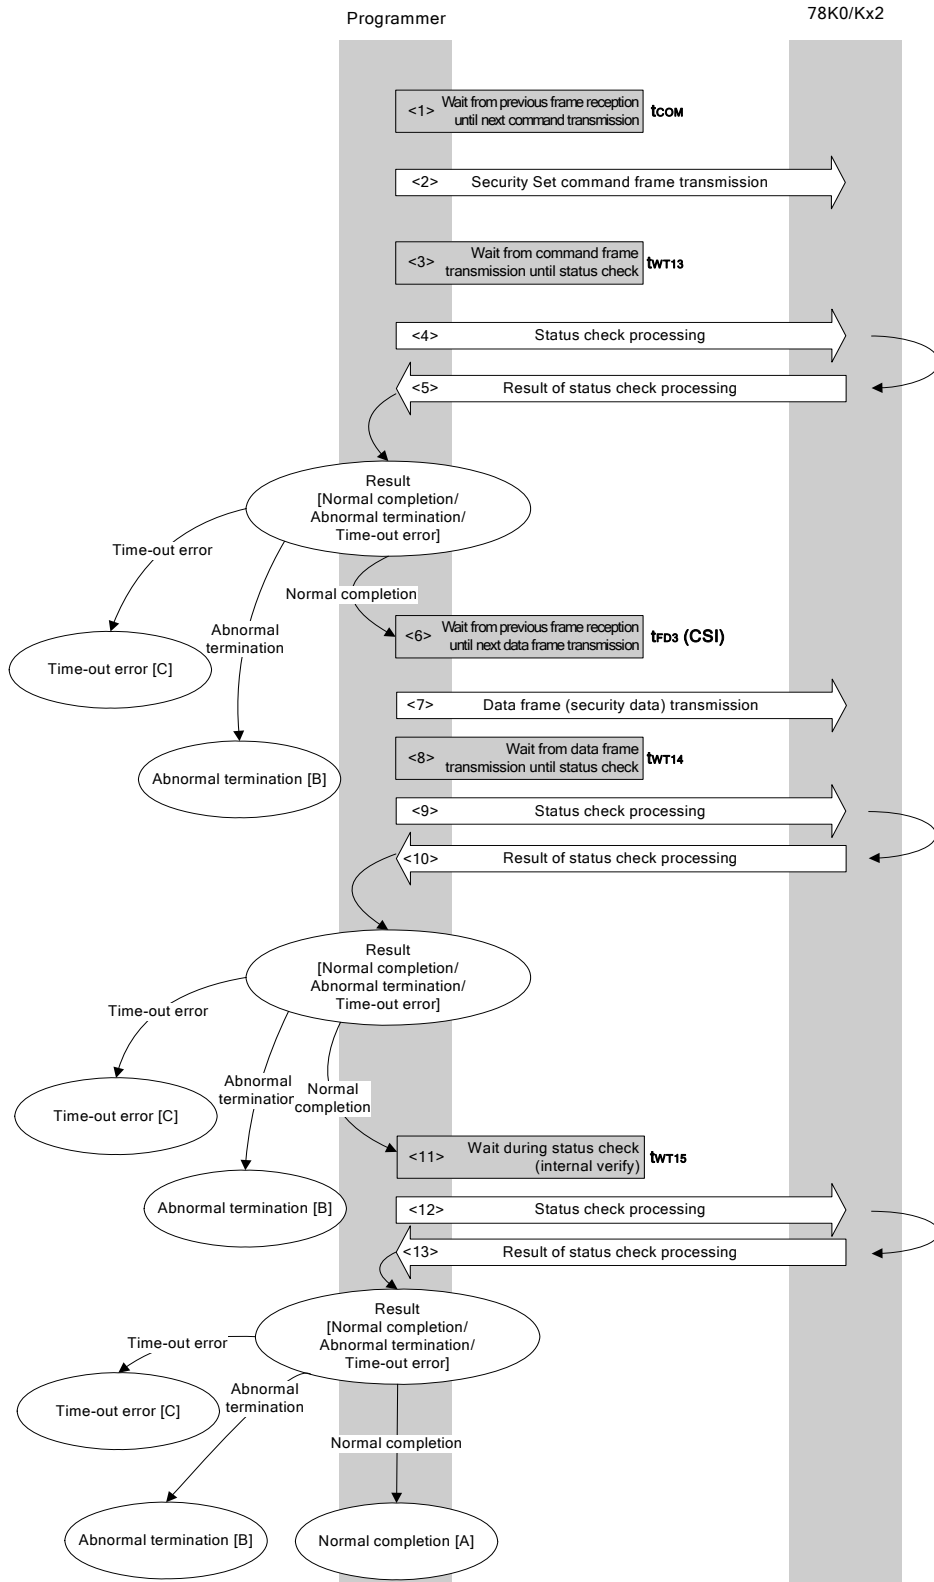 Programmer
78K0/Kx2
<1> Wait from previous frame reception
until next command transmission
tCOM
<2> Security Set command frame transmission
<3> Wait from command frame
transmission until status check
tWT13
<4> Status check processing
<5> Result of status check processing
Result
[Normal completion/
Abnormal termination/
Time-out error]
Time-out error
Normal completion
Abnormal
termination
Time-out error [C]
<6> Wait from previous frame reception
until next data frame transmission
tFD3 (CSI)
<7> Data frame (security data) transmission
Abnormal termination [B]
<8> Wait from data frame
transmission until status check
tWT14
<9> Status check processing
<10> Result of status check processing
Result
[Normal completion/
Abnormal termination/
Time-out error]
Time-out error
Abnormal
termination
Normal
completion
Time-out error [C]
<11> Wait during status check
(internal verify)
tWT15
Abnormal termination [B]
<12> Status check processing
<13> Result of status check processing
Result
[Normal completion/
Abnormal termination/
Time-out error]
Time-out error
Abnormal
termination
Time-out error [C]
Normal completion
Abnormal termination [B]
Normal completion [A]